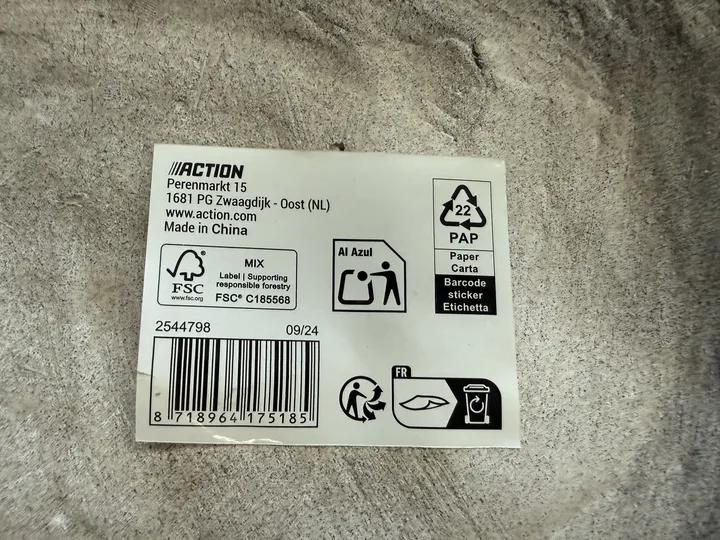 ACTION
Perenmarkt 15
1681 PG Zwaagdijk - Oost (NL)
www.action.com
Made in China
FSC
www.fsc.org
MIX
Label | Supporting
responsible forestry
FSC® C185568
Al Azul
22
PAP
Paper
Carta
Barcode
sticker
Etichetta
2544798 09/24
8 718964 175185
FR